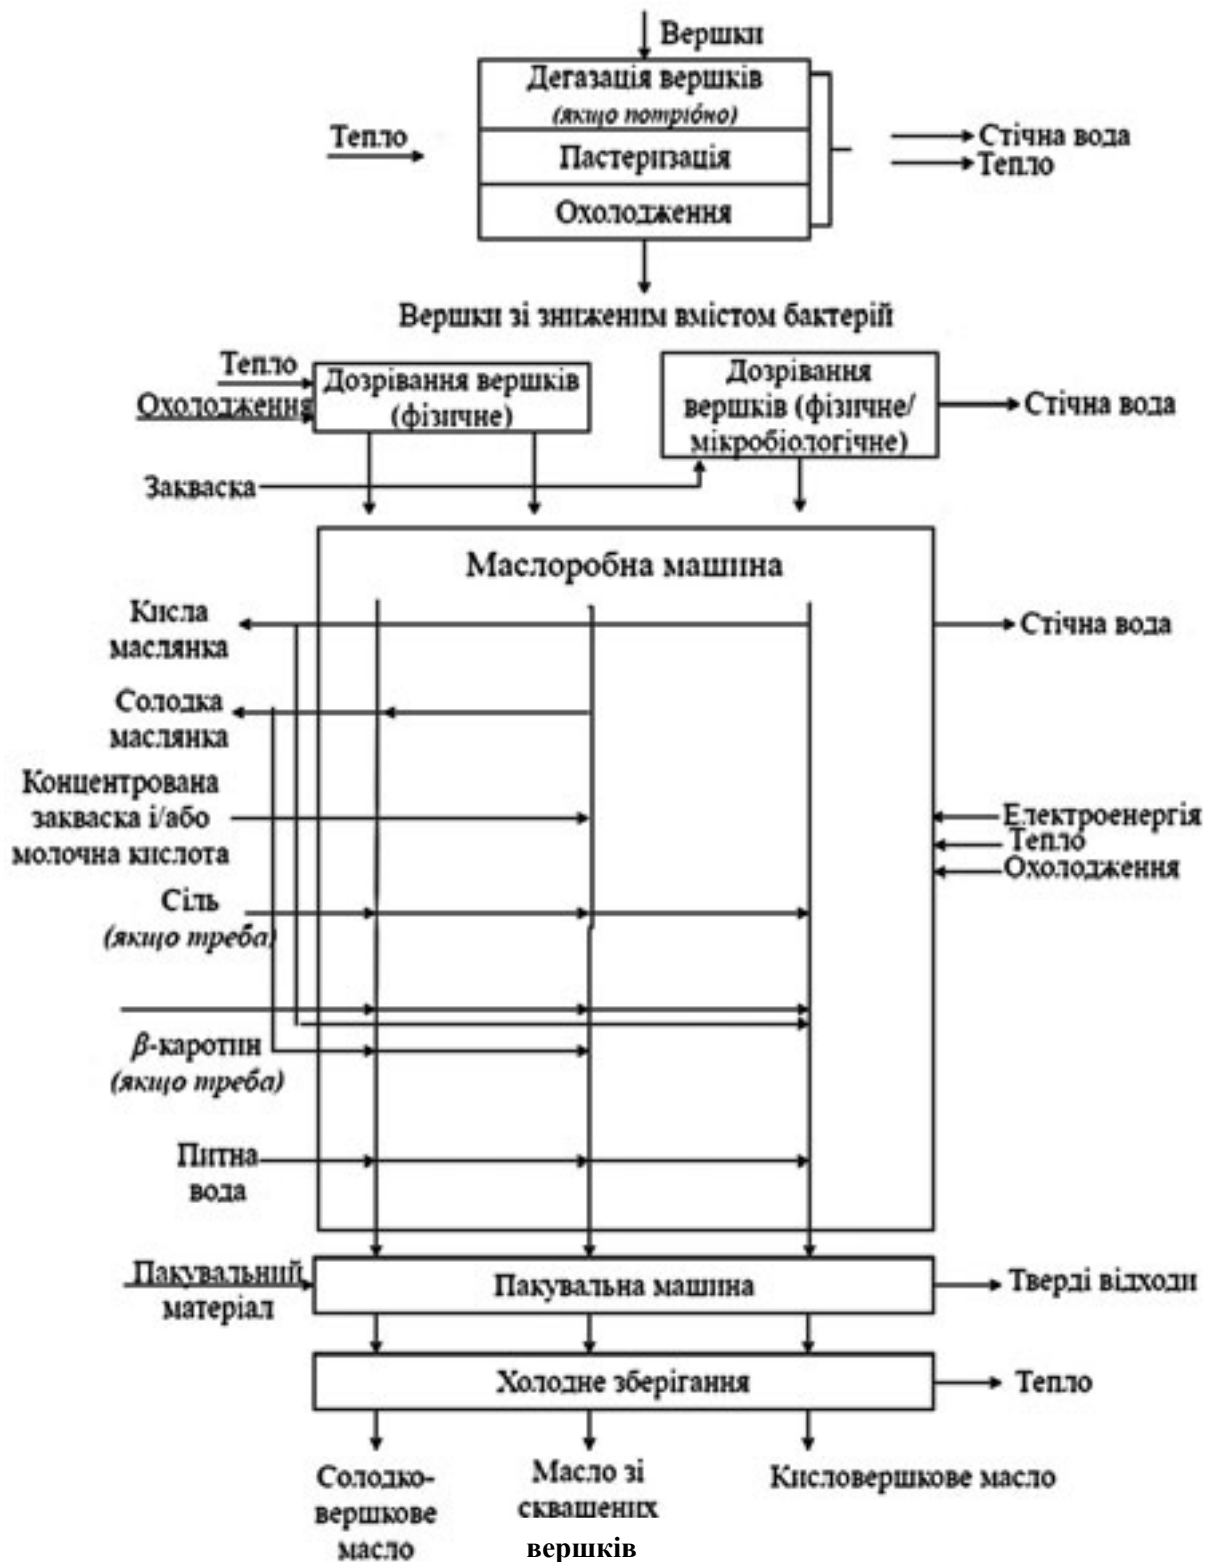 Вершки
Дегазація вершків
(якщо потрібно)
Тепло
Пастеризація
Охолодження
Стічна вода
Тепло
Вершки зі зниженим вмістом бактерій
Тепло
Охолодження
Дозрівання вершків
(фізичне)
Дозрівання
вершків (фізичне/
мікробіологічне)
Стічна вода
Закваска
Маслоробна машина
Кисла
маслянка
Стічна вода
Солодка
маслянка
Концентрована
закваска і/або
молочна кислота
Електроенергія
Тепло
Охолодження
Сіль
(якщо треба)
β-каротин
(якщо треба)
Питна
вода
Пакувальний
матеріал
Пакувальна машина
Тверді відходи
Холодне зберігання
Тепло
Солодко-
вершкове
масло
Масло зі
сквашених
вершків
Кисловершкове масло